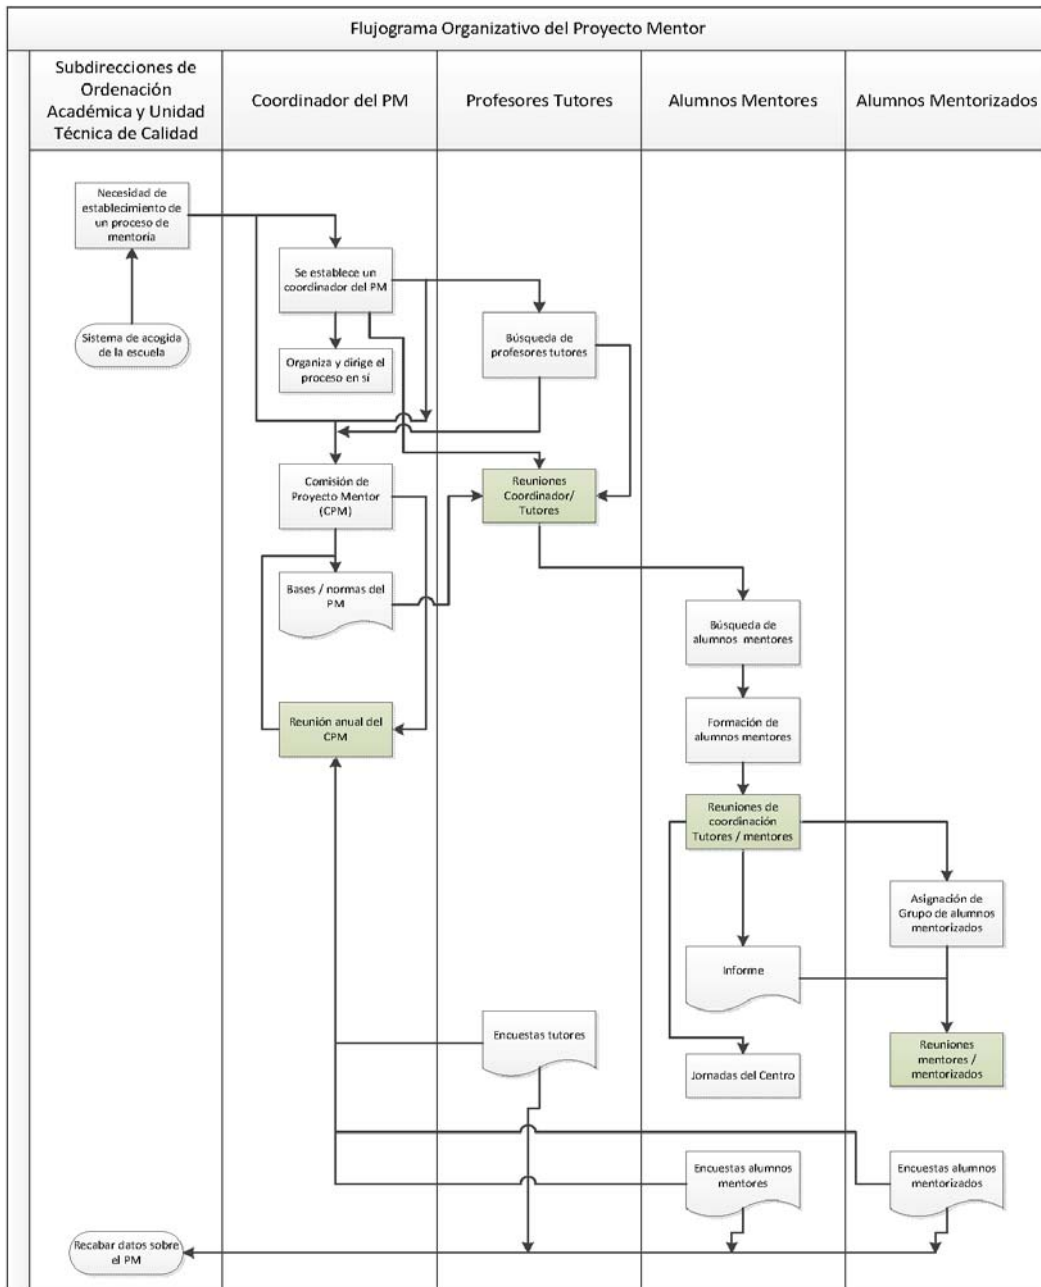 Flujograma Organizativo del Proyecto Mentor
Subdirecciones de
Ordenación
Académica y Unidad
Técnica de Calidad
Coordinador del PM
Profesores Tutores
Alumnos Mentores
Alumnos Mentorizados
Necesidad de
establecimiento de
un proceso de
mentoría
Se establece un
coordinador del PM
Sistema de acogida
de la escuela
Búsqueda de
profesores tutores
Organiza y dirige el
proceso en sí
Comisión de
Proyecto Mentor
(CPM)
Reuniones
Coordinador/
Tutores
Bases / normas del
PM
Búsqueda de
alumnos mentores
Reunión anual del
CPM
Formación de
alumnos mentores
Reuniones de
coordinación
Tutores / mentores
Asignación de
Grupo de alumnos
mentorizados
Informe
Encuestas tutores
Reuniones
mentores /
mentorizados
Jornadas del Centro
Encuestas alumnos
mentores
Encuestas alumnos
mentorizados
Recabar datos sobre
el PM